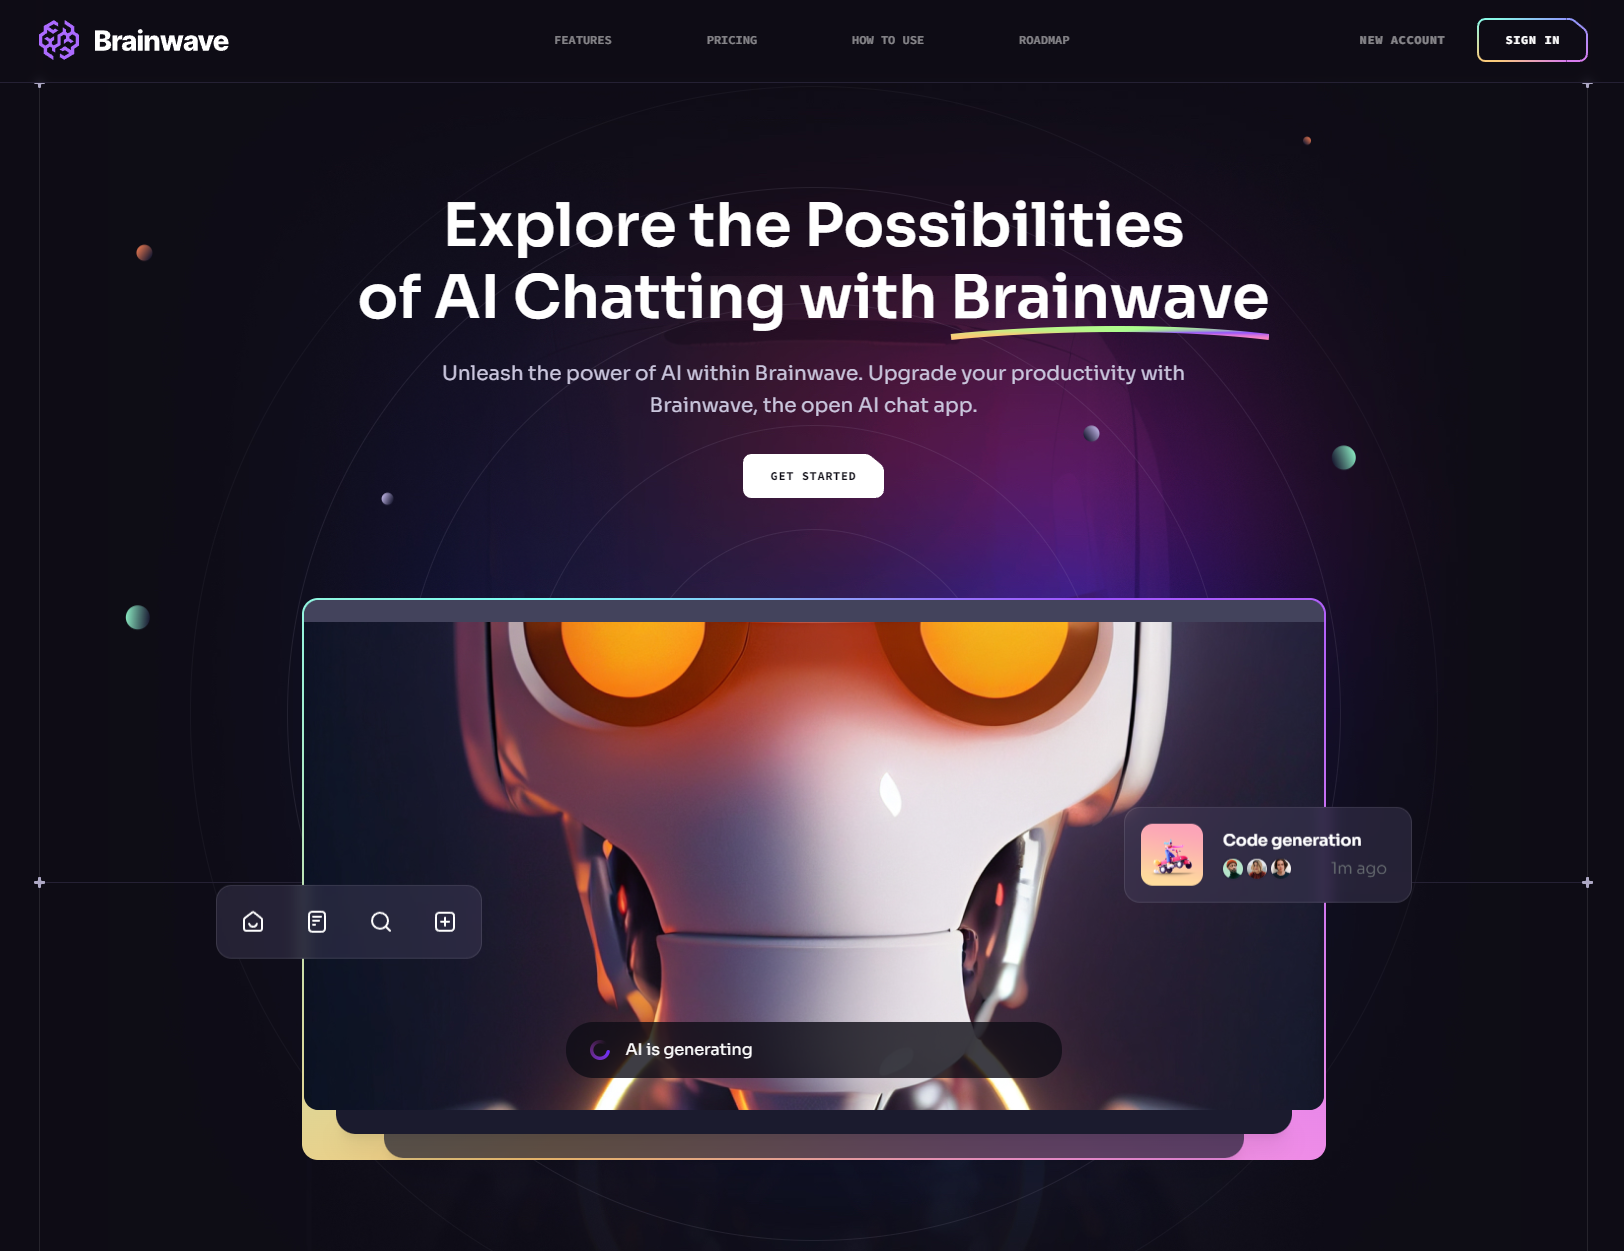 Brainwave
FEATURES
PRICING
HOW TO USE
ROADMAP
NEW ACCOUNT
SIGN IN
Explore the Possibilities
of AI Chatting with Brainwave
Unleash the power of AI within Brainwave. Upgrade your productivity with
Brainwave, the open AI chat app.
GET STARTED
Code generation
1m ago
AI is generating